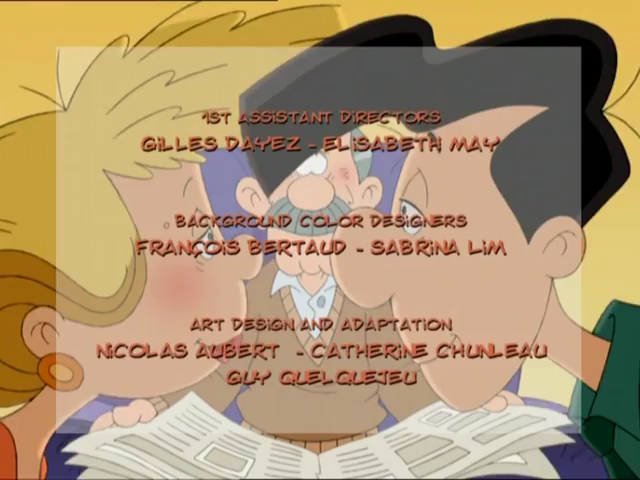 1ST ASSISTANT DIRECTORS
GILLES DAYEZ - ELISABETH MAY
BACKGROUND COLOR DESIGNERS
FRANÇOIS BERTAUD - SABRINA LIM
ART DESIGN AND ADAPTATION
NICOLAS AUBERT - CATHERINE CHUNLEAU
GUY QUELQUEJEU